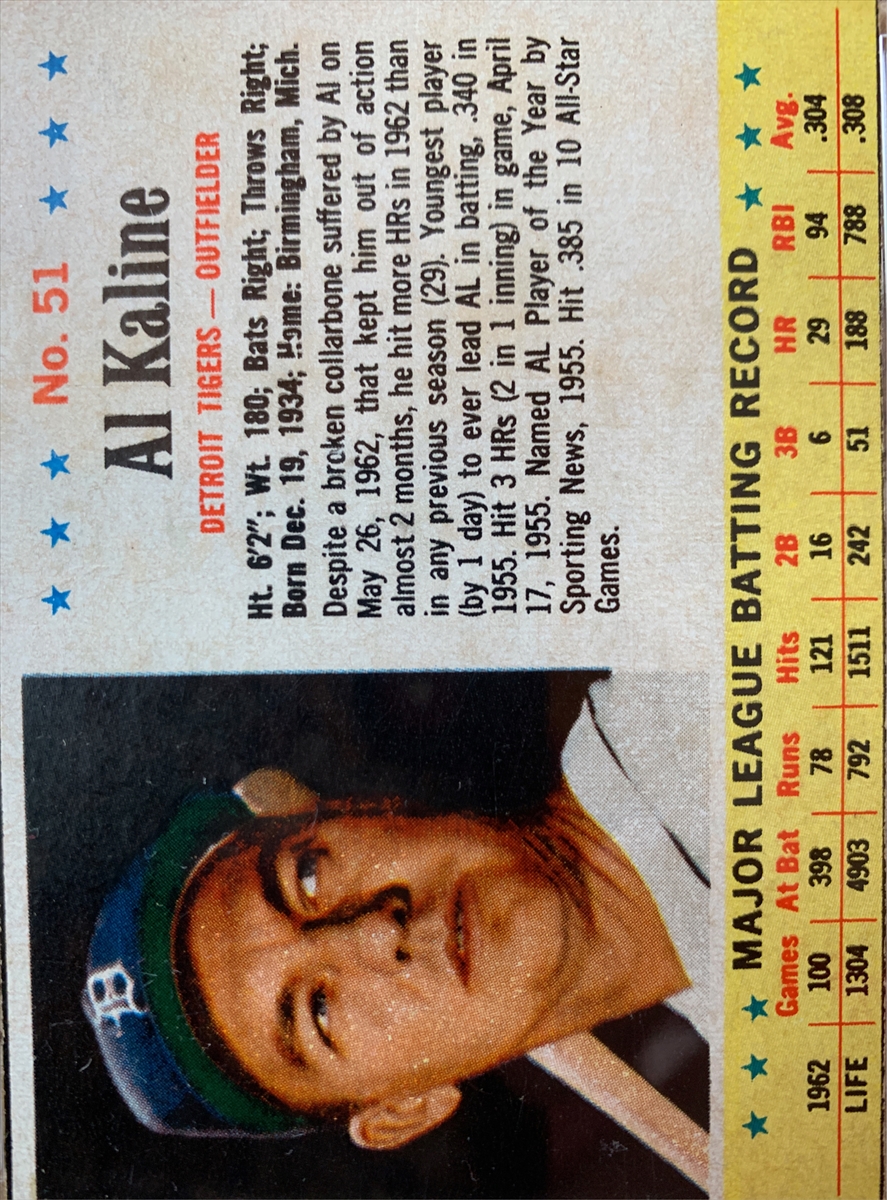 No. 51
Al Kaline
DETROIT TIGERS — OUTFIELDER
Ht. 6'2"; Wt. 180; Bats Right; Throws Right;
Born Dec. 19, 1934; Home: Birmingham, Mich.
Despite a broken collarbone suffered by Al on
May 26, 1962, that kept him out of action
almost 2 months, he hit more HRs in 1962 than
in any previous season (29). Youngest player
(by 1 day) to ever lead AL in batting, .340 in
1955. Hit 3 HRs (2 in 1 inning) in game, April
17, 1955. Named AL Player of the Year by
Sporting News, 1955. Hit .385 in 10 All-Star
Games.
D
MAJOR LEAGUE BATTING RECORD
Games At Bat Runs Hits 2B 3B HR RBI Avg.
1962 100 398 78 121 16 6 29 94 .304
LIFE 1304 4903 792 1511 242 51 188 788 .308